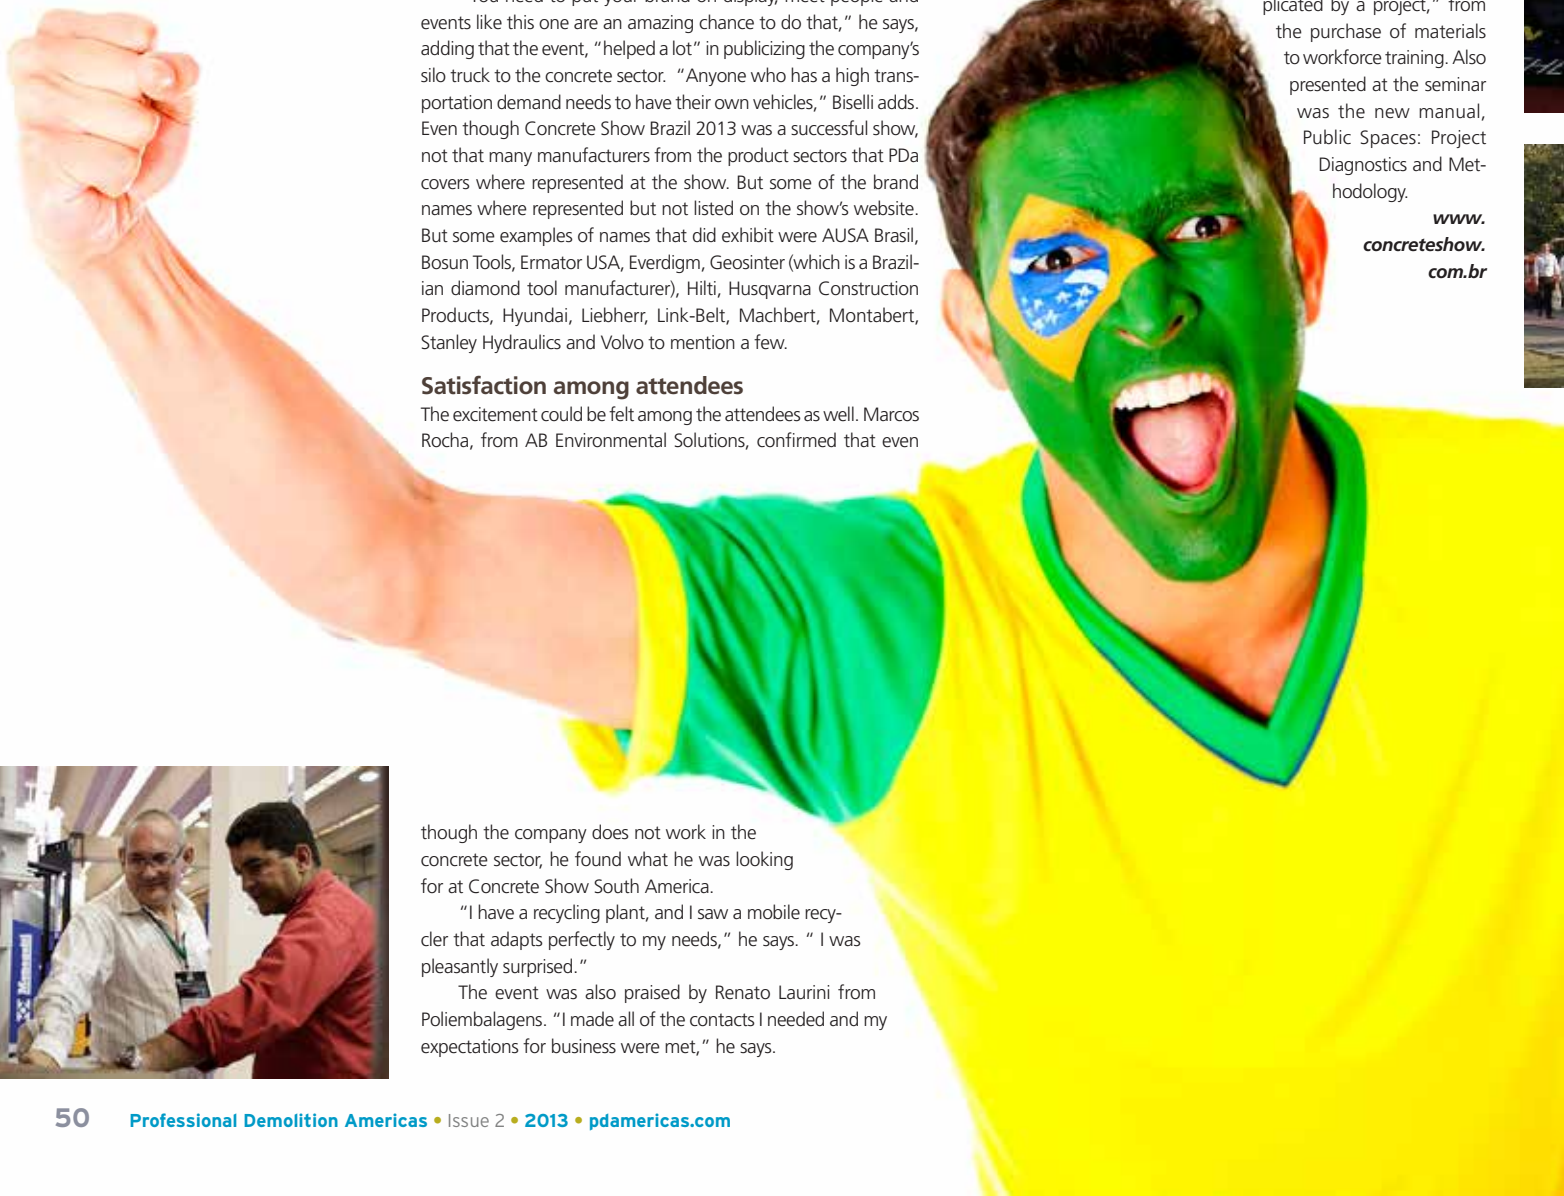 "You need to put your brand on display, meet people and
events like this one are an amazing chance to do that," he says,
adding that the event, "helped a lot" in publicizing the company's
silo truck to the concrete sector. "Anyone who has a high trans-
portation demand needs to have their own vehicles," Biselli adds.
Even though Concrete Show Brazil 2013 was a successful show,
not that many manufacturers from the product sectors that PDa
covers where represented at the show. But some of the brand
names where represented but not listed on the show's website.
But some examples of names that did exhibit were AUSA Brasil,
Bosun Tools, Ermator USA, Everdigm, Geosinter (which is a Brazil-
ian diamond tool manufacturer), Hilti, Husqvarna Construction
Products, Hyundai, Liebherr, Link-Belt, Machbert, Montabert,
Stanley Hydraulics and Volvo to mention a few.
Satisfaction among attendees
The excitement could be felt among the attendees as well. Marcos
Rocha, from AB Environmental Solutions, confirmed that even
though the company does not work in the
concrete sector, he found what he was looking
for at Concrete Show South America.
"I have a recycling plant, and I saw a mobile recy-
cler that adapts perfectly to my needs," he says. " I was
pleasantly surprised."
The event was also praised by Renato Laurini from
Poliembalagens. "I made all of the contacts I needed and my
expectations for business were met," he says.
plicated by a project," from
the purchase of materials
to workforce training. Also
presented at the seminar
was the new manual,
Public Spaces: Project
Diagnostics and Met-
hodology.
www.
concreteshow.
com.br
50 Professional Demolition Americas • Issue 2 • 2013 • pdamericas.com